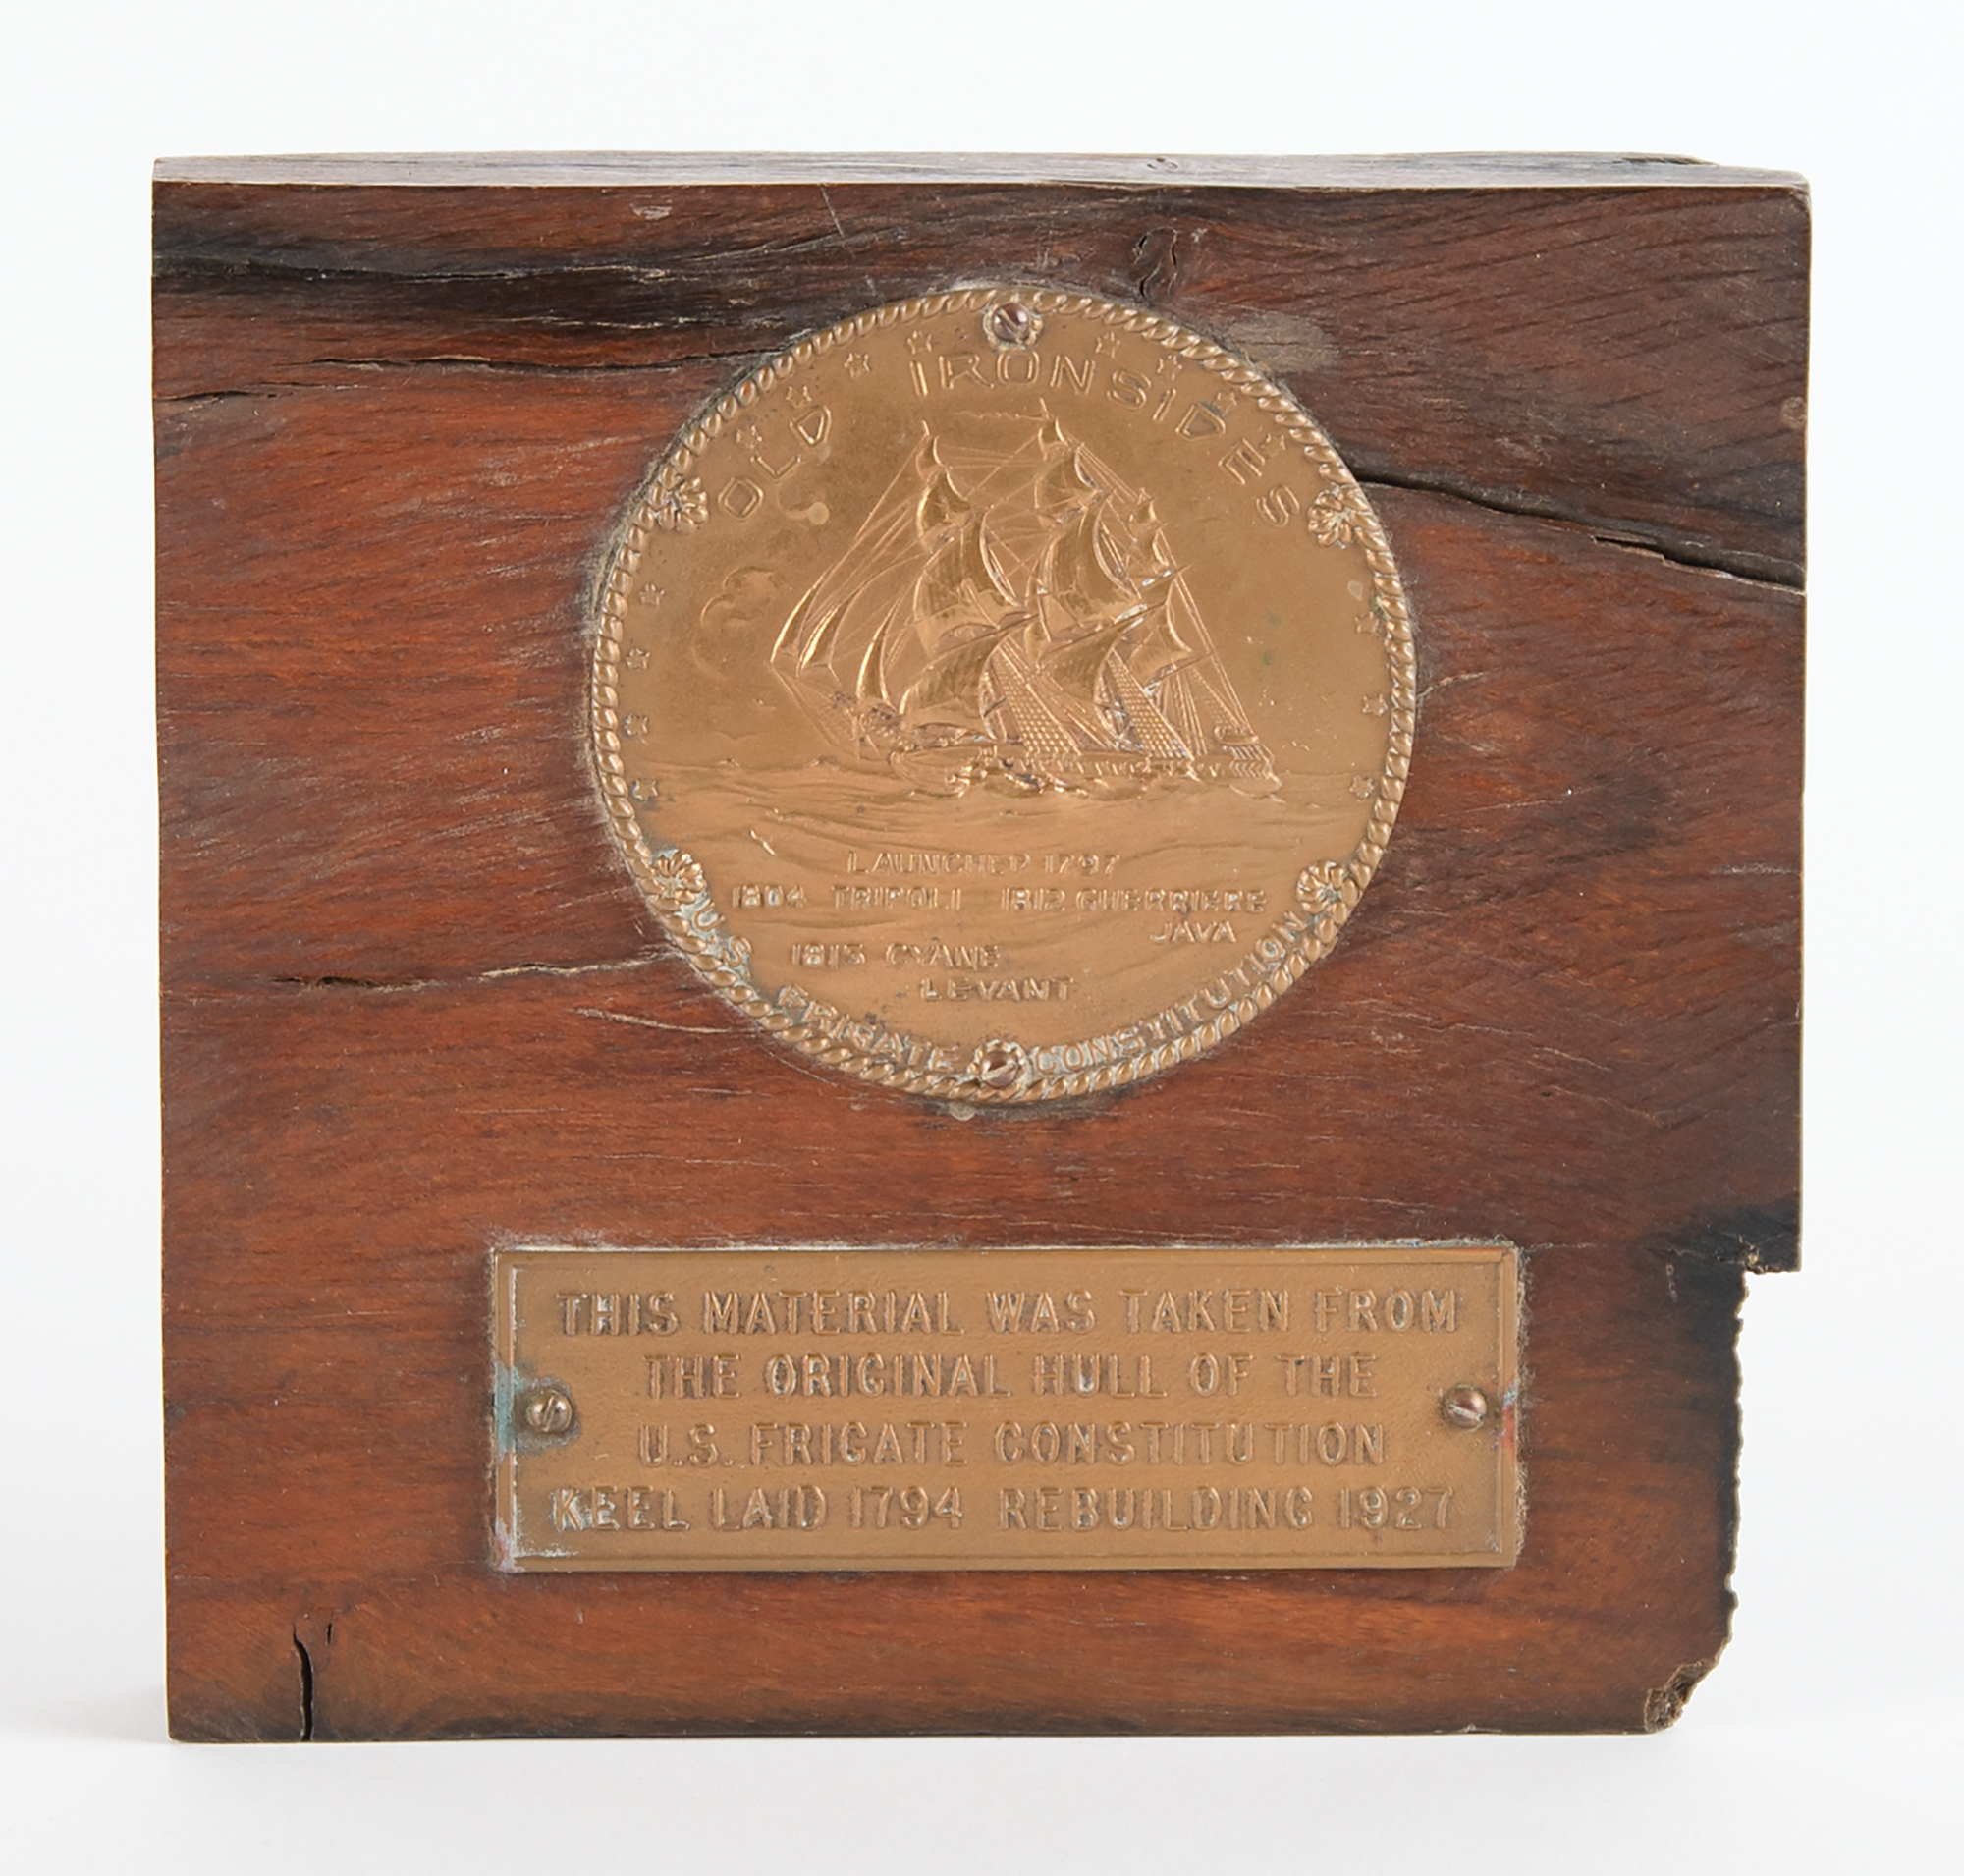 OLD IRONSIDES
LAUNCHED 1797
1804 TRIPOLI 1812 GUERRIERE
JAVA
1815 CYANE
LEVANT
U.S. FRIGATE CONSTITUTION
THIS MATERIAL WAS TAKEN FROM
THE ORIGINAL HULL OF THE
U.S. FRIGATE CONSTITUTION
KEEL LAID 1794 REBUILDING 1927